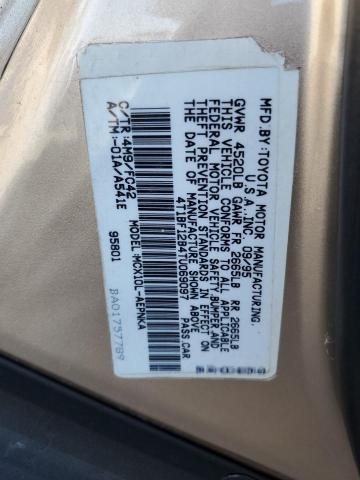 MFD.BY:TOYOTA MOTOR MANUFACTURING.
U.S.A.,INC. 09/95
GVWR 4520LB GAWR FR 2665LB RR 2665LB
THIS VEHICLE CONFORMS TO ALL APPLICABLE
FEDERAL MOTOR VEHICLE SAFETY,BUMPER,AND
THEFT PREVENTION STANDARDS IN EFFECT ON
THE DATE OF MANUFACTURE SHOWN ABOVE.
4T1BF12B4TU069097 PASS.CAR
C/TR:4M9/FC42 MODEL:MCX10L-AEPNKA
A/TM:-01A/A541E
95801
BA01757789